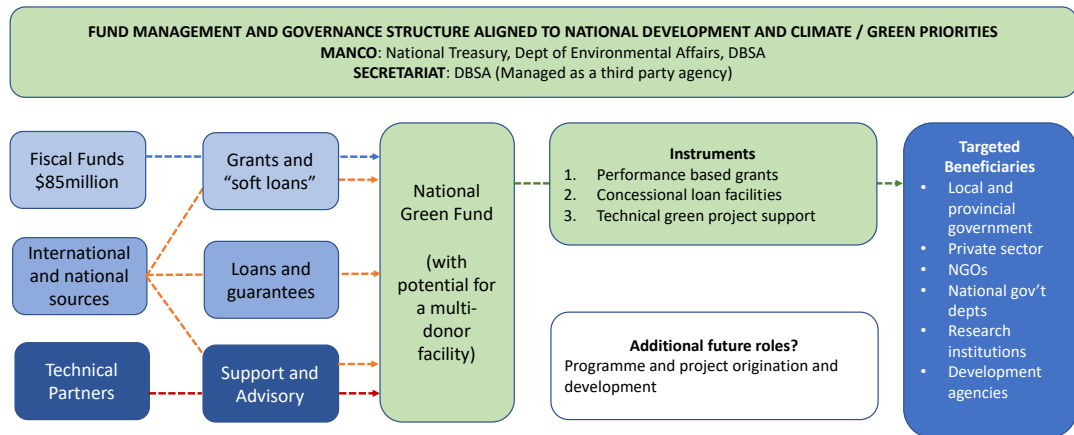 FUND MANAGEMENT AND GOVERNANCE STRUCTURE ALIGNED TO NATIONAL DEVELOPMENT AND CLIMATE / GREEN PRIORITIES
MANCO: National Treasury, Dept of Environmental Affairs, DBSA
SECRETARIAT: DBSA (Managed as a third party agency)
Fiscal Funds
$85million
International
and national
sources
Technical
Partners
Grants and
“soft loans”
Loans and
guarantees
Support and
Advisory
National
Green Fund
(with
potential for
a multi-
donor
facility)
Instruments
1. Performance based grants
2. Concessional loan facilities
3. Technical green project support
Additional future roles?
Programme and project origination and
development
Targeted
Beneficiaries
• Local and
provincial
government
• Private sector
• NGOs
• National gov’t
depts
• Research
institutions
• Development
agencies